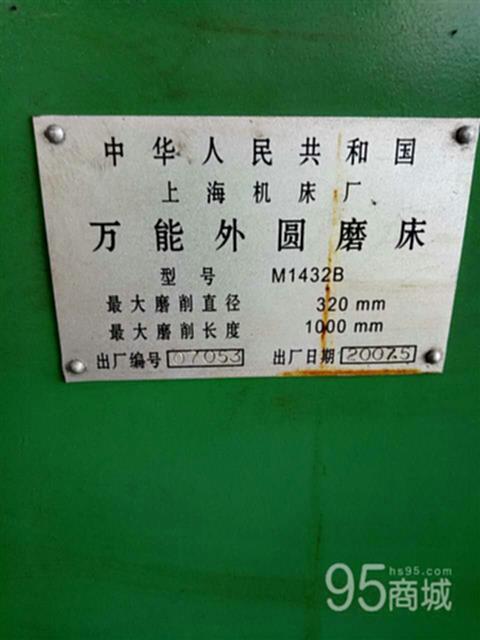 中华人民共和国
上海机床厂
万能外圆磨床
型号 M1432B
最大磨削直径 320 mm
最大磨削长度 1000 mm
出厂编号 07053 出厂日期 2007.5
hs95.com
95商城